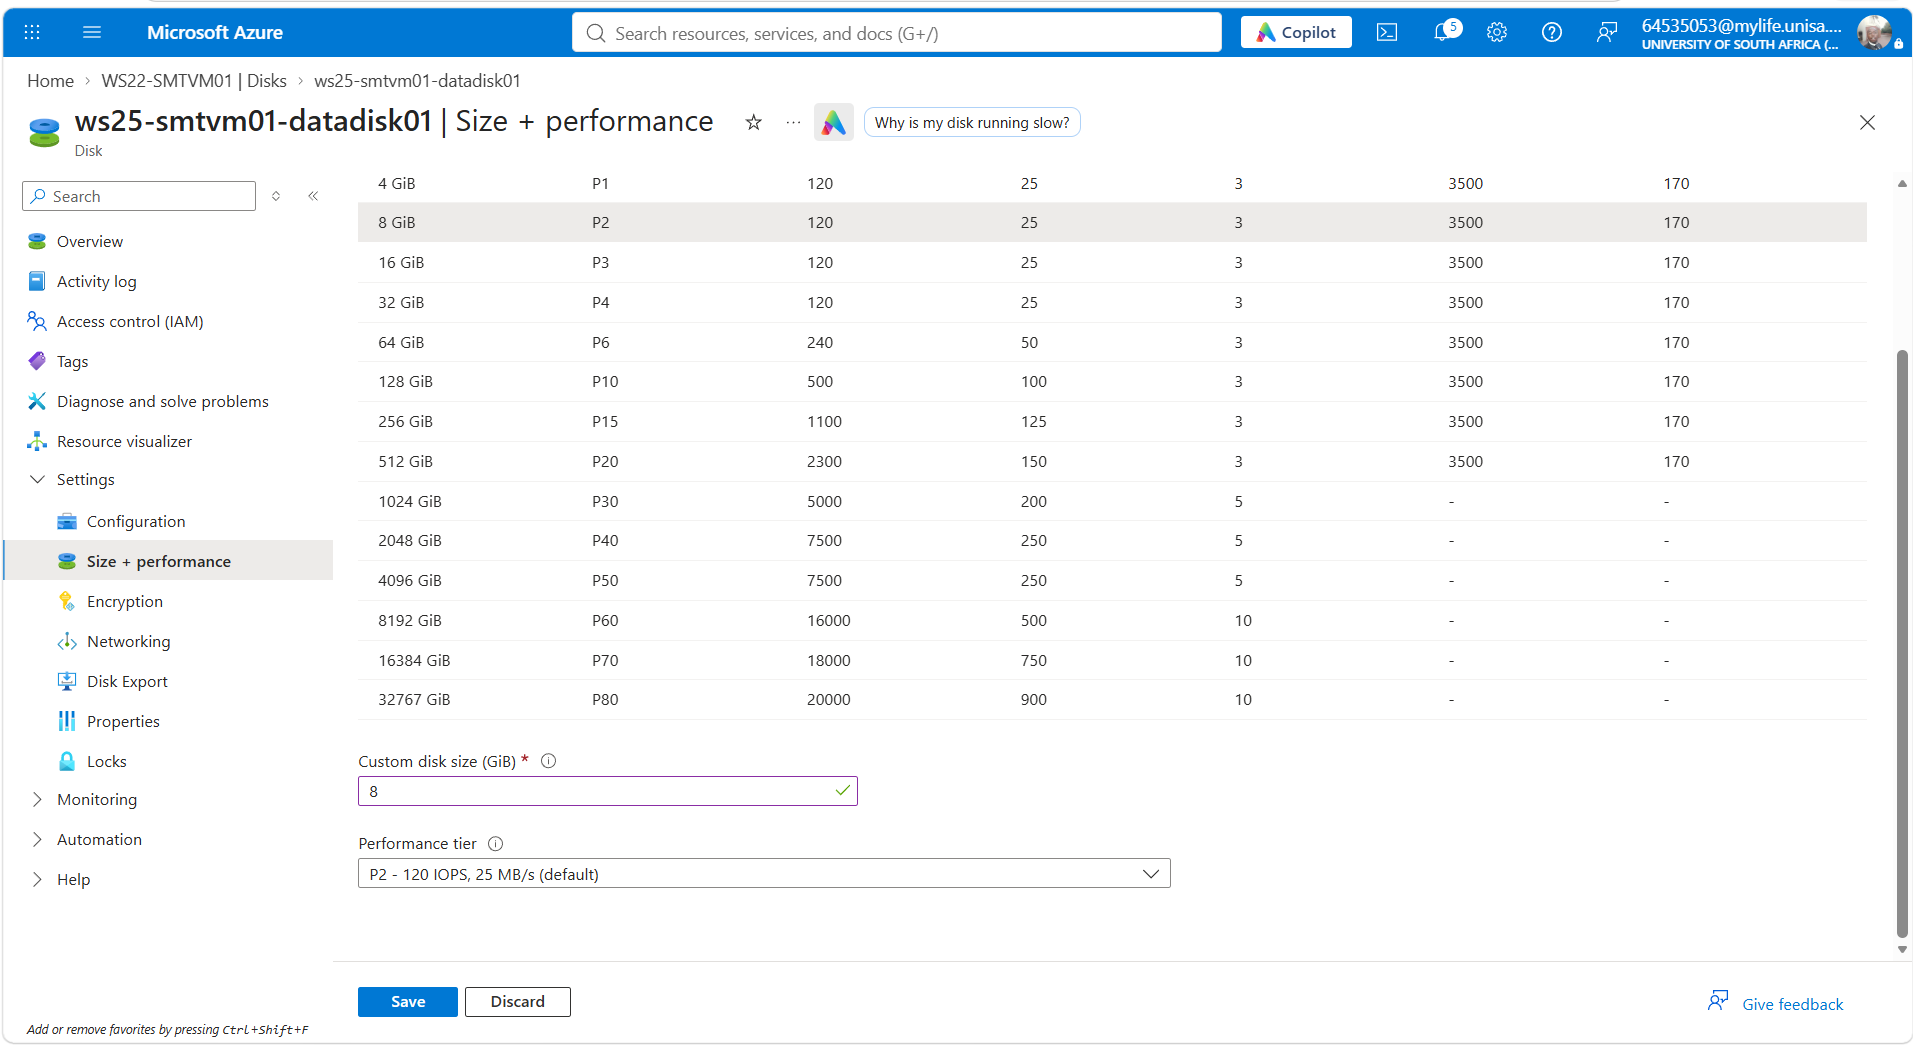 Microsoft Azure
Search resources, services, and docs (G+/)
Copilot
5
64535053@mylife.unisa....
UNIVERSITY OF SOUTH AFRICA (...
Home > WS22-SMTVM01 | Disks > ws25-smtvm01-datadisk01
ws25-smtvm01-datadisk01 | Size + performance
Why is my disk running slow?
Disk
Search
Overview
Activity log
Access control (IAM)
Tags
Diagnose and solve problems
Resource visualizer
Settings
Configuration
Size + performance
Encryption
Networking
Disk Export
Properties
Locks
Monitoring
Automation
Help
Add or remove favorites by pressing Ctrl+Shift+F
4 GiB P1 120 25 3 3500 170
8 GiB P2 120 25 3 3500 170
16 GiB P3 120 25 3 3500 170
32 GiB P4 120 25 3 3500 170
64 GiB P6 240 50 3 3500 170
128 GiB P10 500 100 3 3500 170
256 GiB P15 1100 125 3 3500 170
512 GiB P20 2300 150 3 3500 170
1024 GiB P30 5000 200 5 - -
2048 GiB P40 7500 250 5 - -
4096 GiB P50 7500 250 5 - -
8192 GiB P60 16000 500 10 - -
16384 GiB P70 18000 750 10 - -
32767 GiB P80 20000 900 10 - -
Custom disk size (GiB) *
8
Performance tier
P2 - 120 IOPS, 25 MB/s (default)
Save
Discard
Give feedback